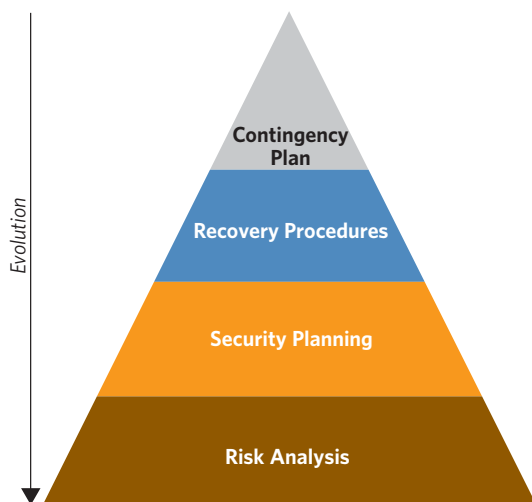 Evolution
Contingency
Plan
Recovery Procedures
Security Planning
Risk Analysis